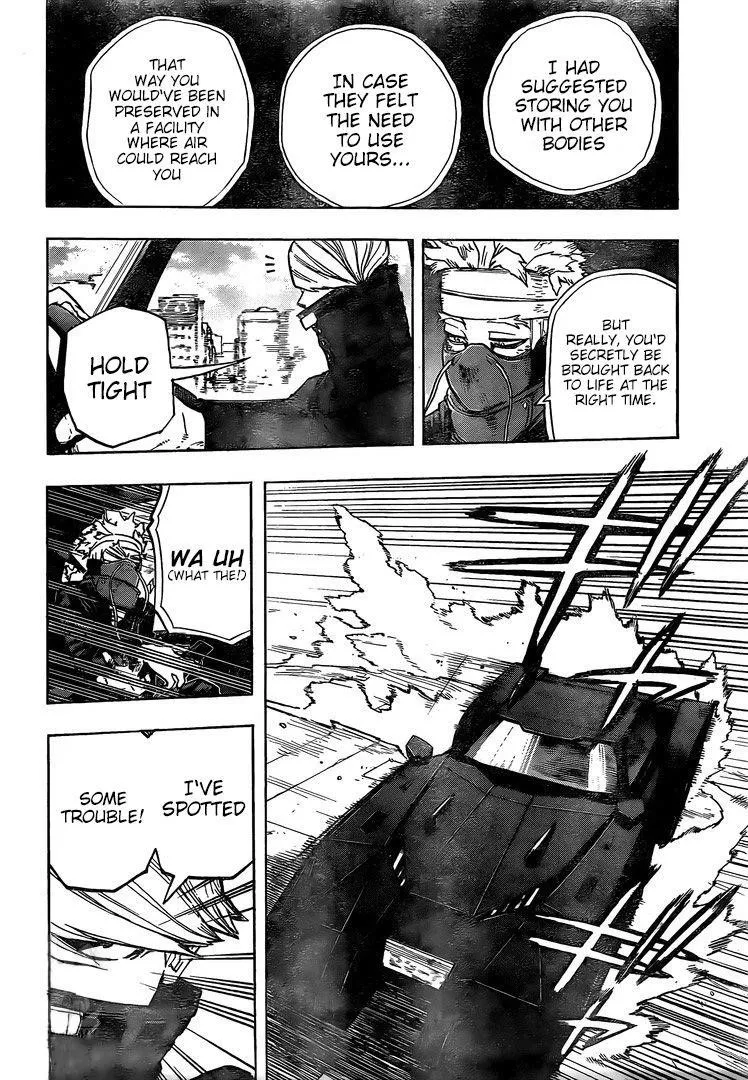 I HAD
SUGGESTED
STORING YOU
WITH OTHER
BODIES
IN CASE
THEY FELT
THE NEED
TO USE
YOURS...
THAT
WAY YOU
WOULD'VE BEEN
PRESERVED IN
A FACILITY
WHERE AIR
COULD REACH
YOU
BUT
REALLY, YOU'D
SECRETLY BE
BROUGHT BACK
TO LIFE AT THE
RIGHT TIME.
HOLD
TIGHT
WA UH
(WHAT THE!)
I'VE
SPOTTED
SOME
TROUBLE!